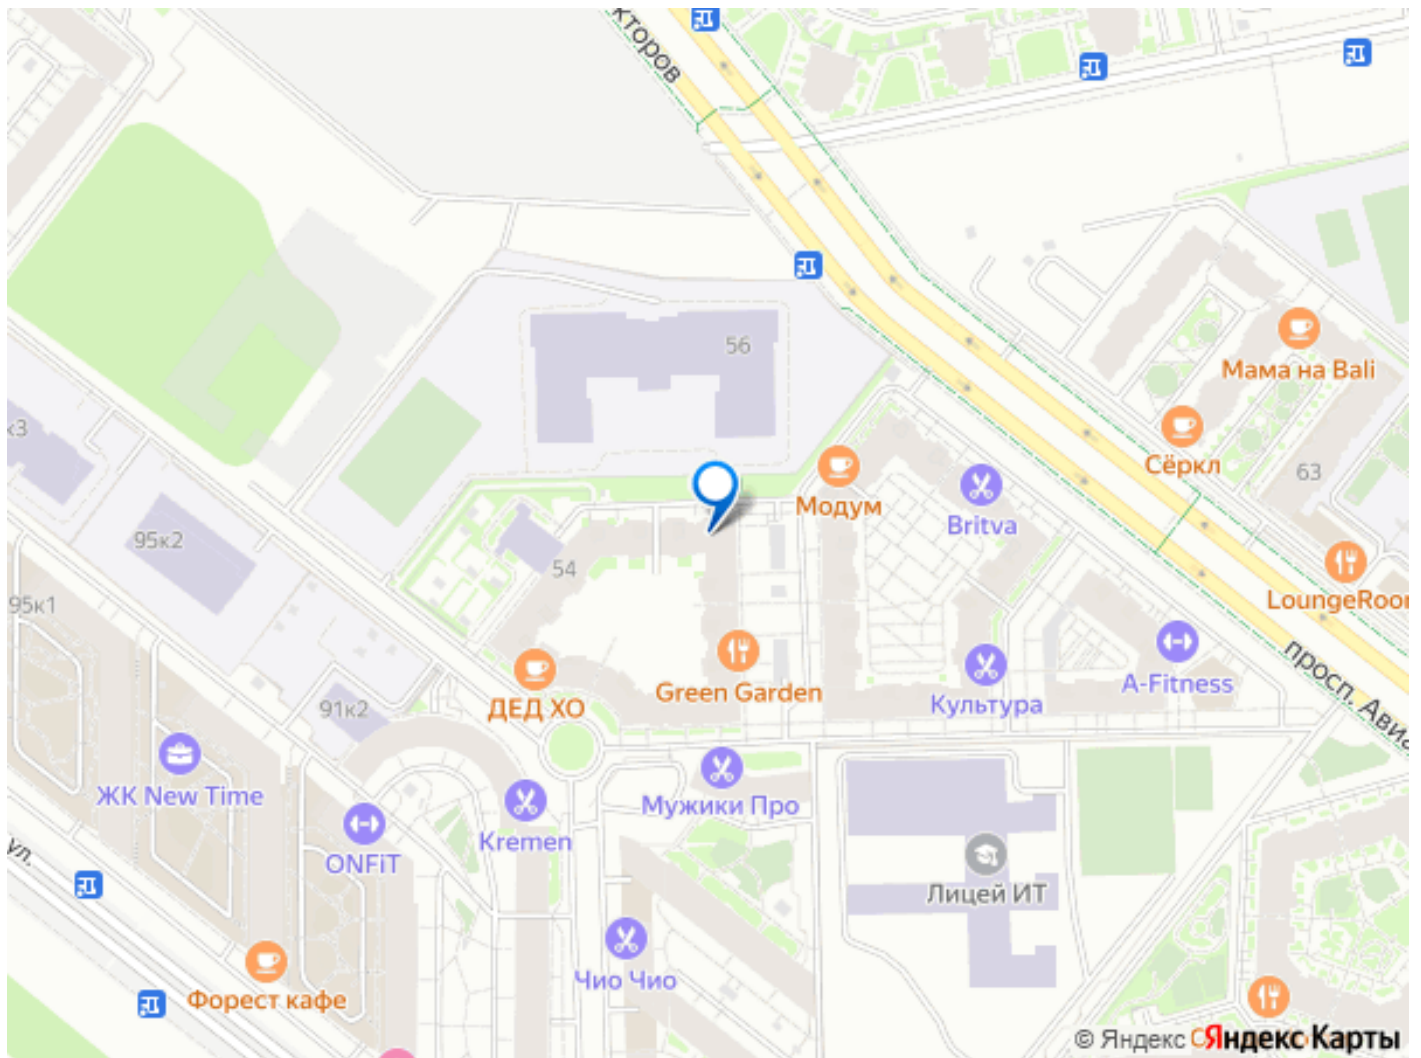 кторов
56
Мама на Bali
Сёркл
63
к3
Модум
Britva
95к2
54
LoungeRoor
95к1
Green Garden
A-Fitness
просп. Авиа
ДЕД ХО
Культура
91к2
ЖК New Time
Мужики Про
Kremen
ONFiT
ул.
Лицей ИТ
Чио Чио
Форест кафе
© Яндекс Яндекс Карты